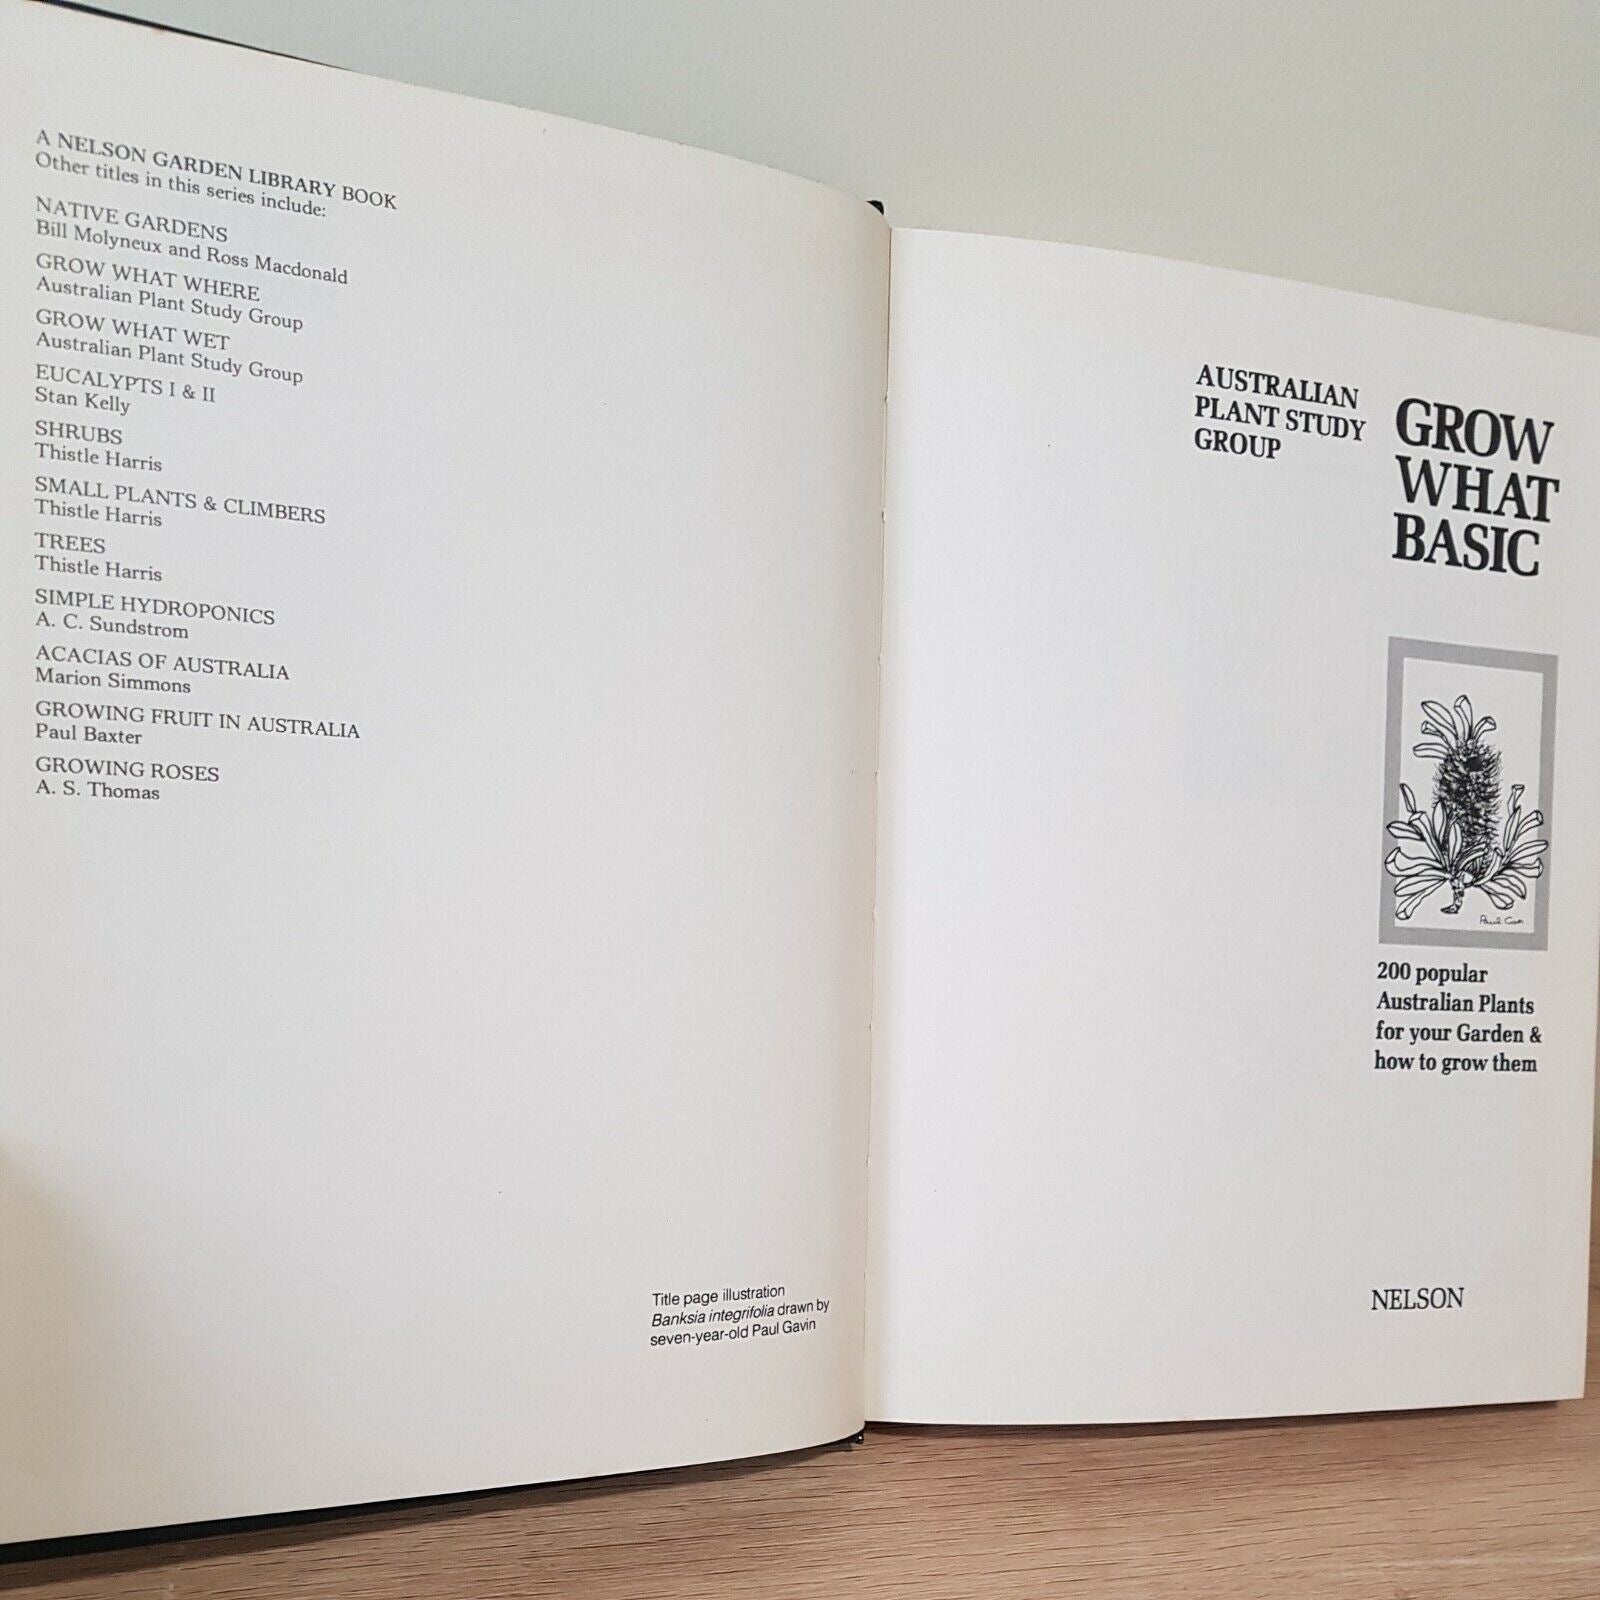 A NELSON GARDEN LIBRARY BOOK
Other titles in this series include:
NATIVE GARDENS
Bill Molyneux and Ross Macdonald
GROW WHAT WHERE
Australian Plant Study Group
GROW WHAT WET
Australian Plant Study Group
EUCALYPTS I & II
Stan Kelly
SHRUBS
Thistle Harris
SMALL PLANTS & CLIMBERS
Thistle Harris
TREES
Thistle Harris
SIMPLE HYDROPONICS
A. C. Sundstrom
ACACIAS OF AUSTRALIA
Marion Simmons
GROWING FRUIT IN AUSTRALIA
Paul Baxter
GROWING ROSES
A. S. Thomas
Title page illustration
Banksia integrifolia drawn by
seven-year-old Paul Gavin
AUSTRALIAN
PLANT STUDY
GROUP
GROW
WHAT
BASIC
Paul
200 popular
Australian Plants
for your Garden &
how to grow them
NELSON